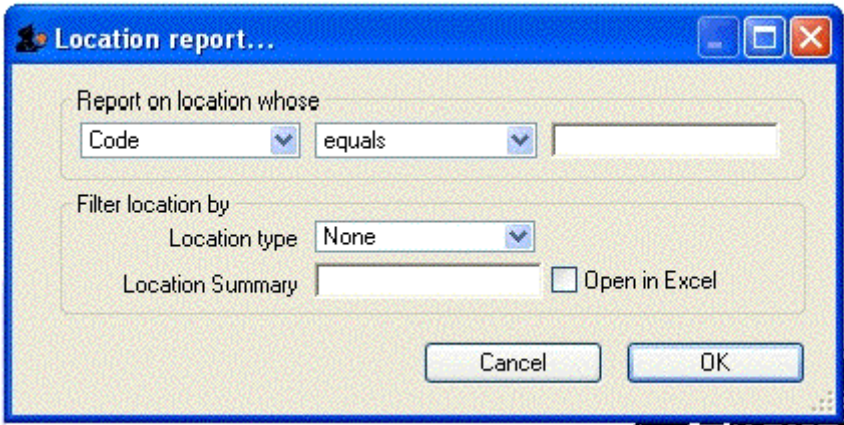 Location report...
Report on location whose
Code equals
Filter location by
Location type None
Location Summary Open in Excel
Cancel OK